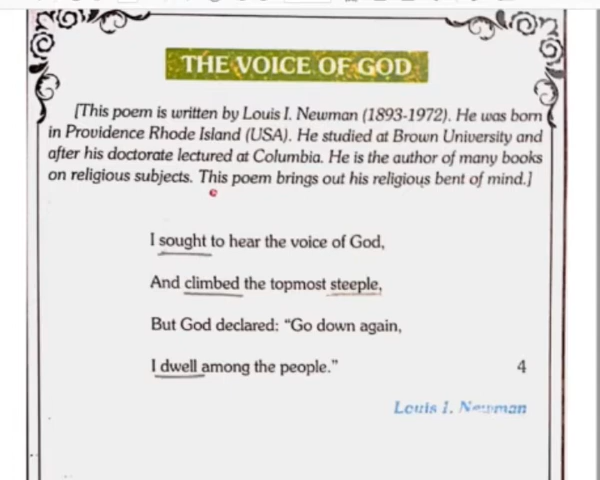 THE VOICE OF GOD
[This poem is written by Louis I. Newman (1893-1972). He was born
in Providence Rhode Island (USA). He studied at Brown University and
after his doctorate lectured at Columbia. He is the author of many books
on religious subjects. This poem brings out his religious bent of mind.]
I sought to hear the voice of God,
And climbed the topmost steeple,
But God declared: “Go down again,
I dwell among the people.”
4
Louis I. Newman